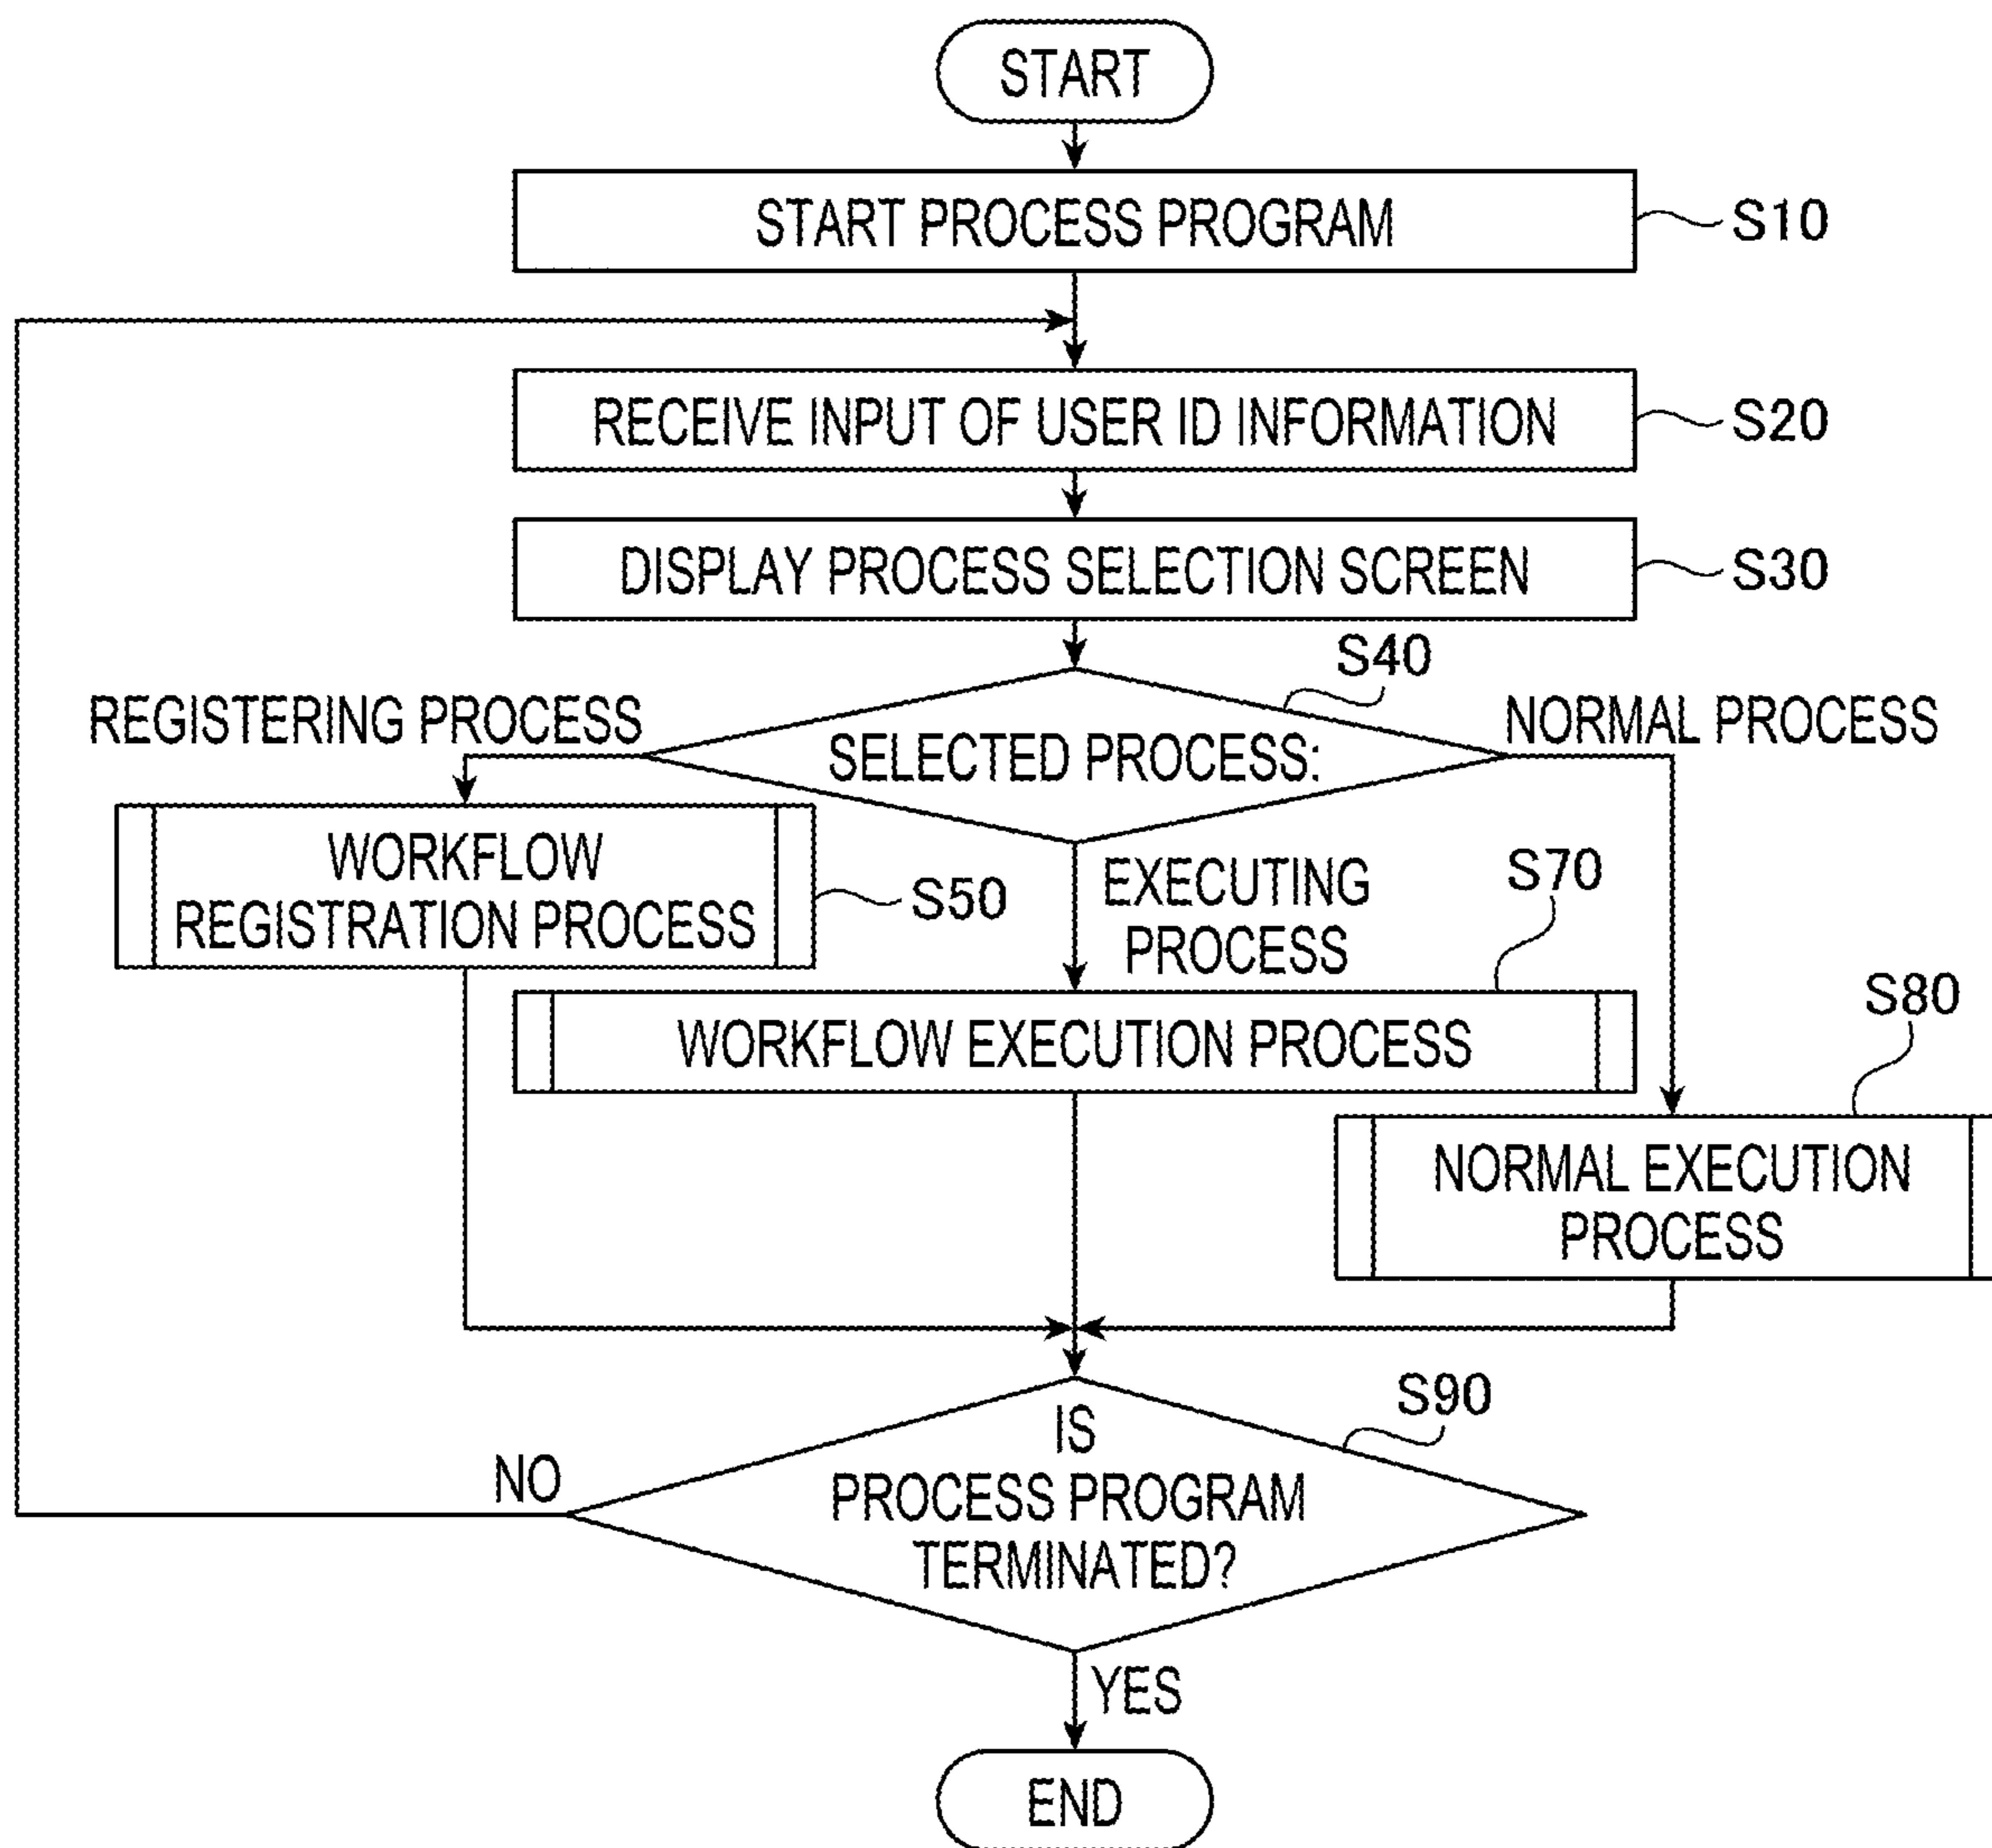 START
START PROCESS PROGRAM
S10
RECEIVE INPUT OF USER ID INFORMATION
S20
DISPLAY PROCESS SELECTION SCREEN
S30
S40
REGISTERING PROCESS
SELECTED PROCESS:
NORMAL PROCESS
WORKFLOW
REGISTRATION PROCESS
S50
EXECUTING
PROCESS
S70
WORKFLOW EXECUTION PROCESS
S80
NORMAL EXECUTION
PROCESS
S90
IS
PROCESS PROGRAM
TERMINATED?
NO
YES
END